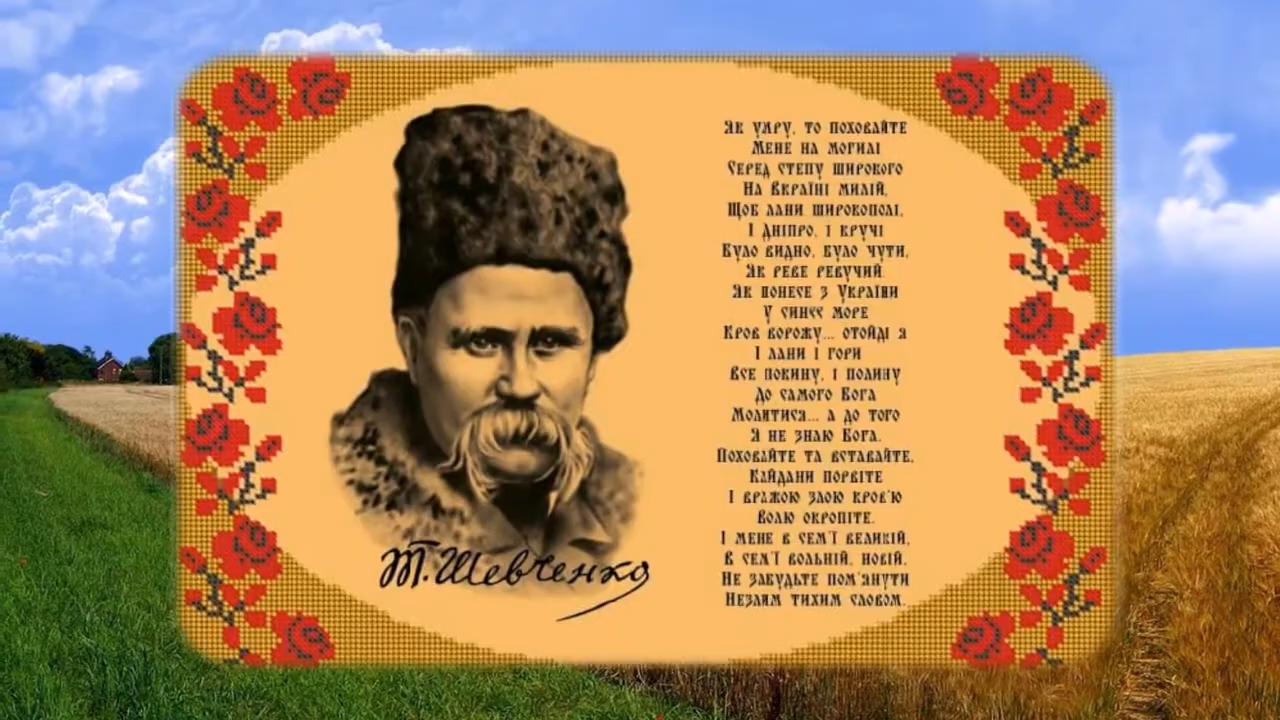 Як умру, то поховайте
Мене на могилі
Серед степу широкого
На Вкраїні милій,
Щоб лани широкополі,
І Дніпро, і кручі
Було видно, було чути,
Як реве ревучий.
Як понесе з України
У синєє море
Кров ворожу... отойді я
І лани і гори
Все покину, і полину
До самого Бога
Молитися... а до того
Я не знаю Бога.
Поховайте та вставайте,
Кайдани порвіте
І вражою злою кров'ю
Волю окропіте.
І мене в сем'ї великій,
В сем'ї вольній, новій,
Не забудьте пом'янути
Незлим тихим словом.
Т. Шевченко